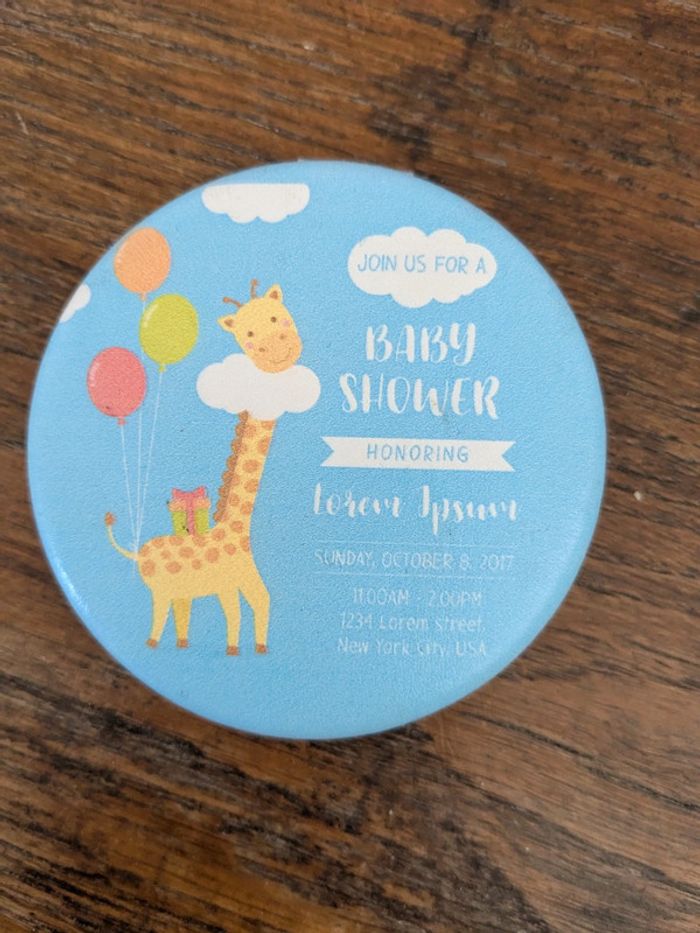 JOIN US FOR A
BABY
SHOWER
HONORING
Lorem Ipsum
SUNDAY, OCTOBER 8, 2017
11.00AM - 2.00PM
1234 Lorem street,
New York City, USA